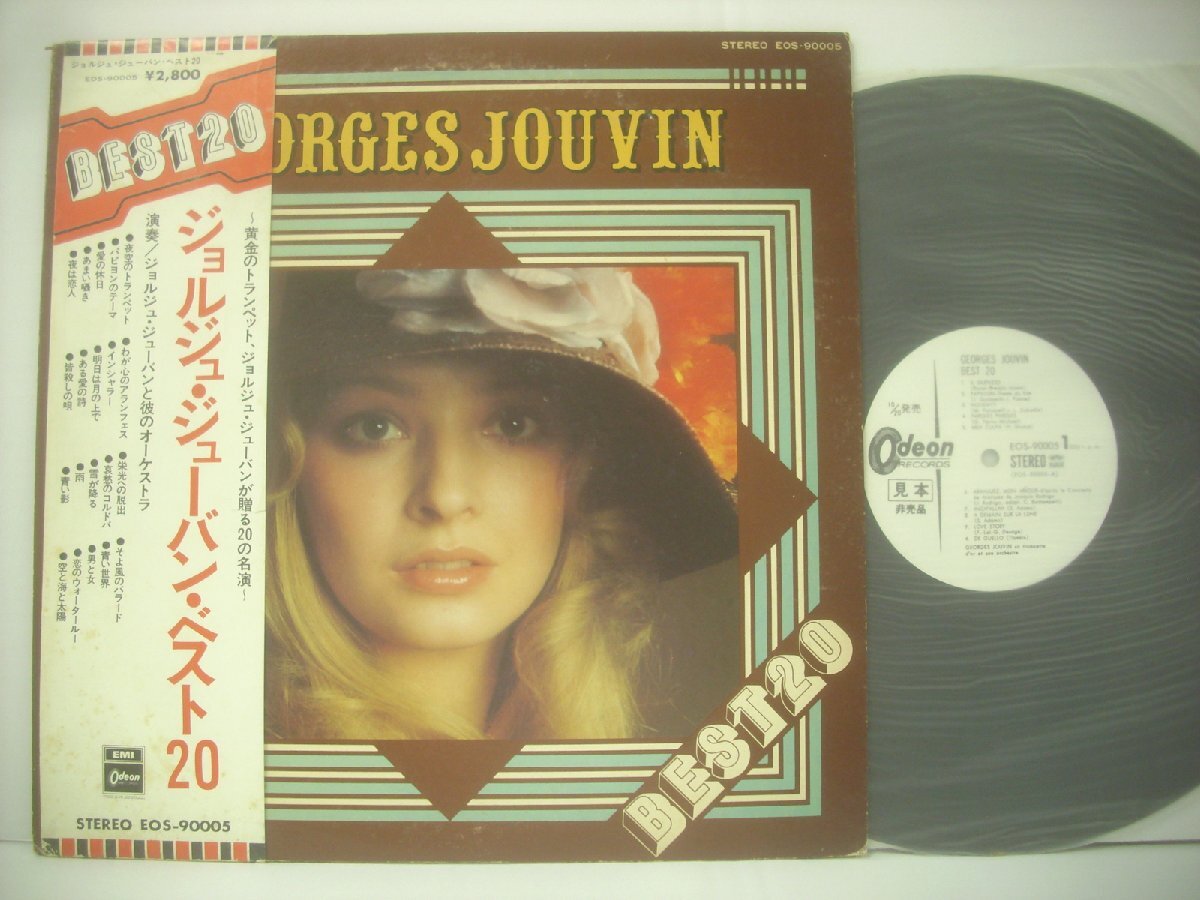 ジョルジュ・ジューバン・ベスト20
EOS-90005 ¥2,800
BEST20
〜黄金のトランペット、ジョルジュ・ジューバンが贈る20の名演〜
ジョルジュ・ジューバン・ベスト20
演奏/ジョルジュ・ジューバンと彼のオーケストラ
●夜空のトランペット
●パピヨンのテーマ
●愛の休日
●あまい囁き
●夜は恋人
●わが心のアランフェス
●インシャラー
●明日は月の上で
●ある愛の詩
●皆殺しの唄
●栄光への脱出
●哀愁のコルドバ
●雪が降る
●雨
●青い影
●そよ風のバラード
●青い世界
●男と女
●恋のウォータールー
●空と海と太陽
EMI
Odeon
STEREO EOS-90005
STEREO EOS-90005
ORGES JOUVIN
BEST20
GEORGES JOUVIN
BEST 20
10/20発売
Odeon
RECORDS
EOS-90005 1
STEREO
見本
非売品
LOVE STORY